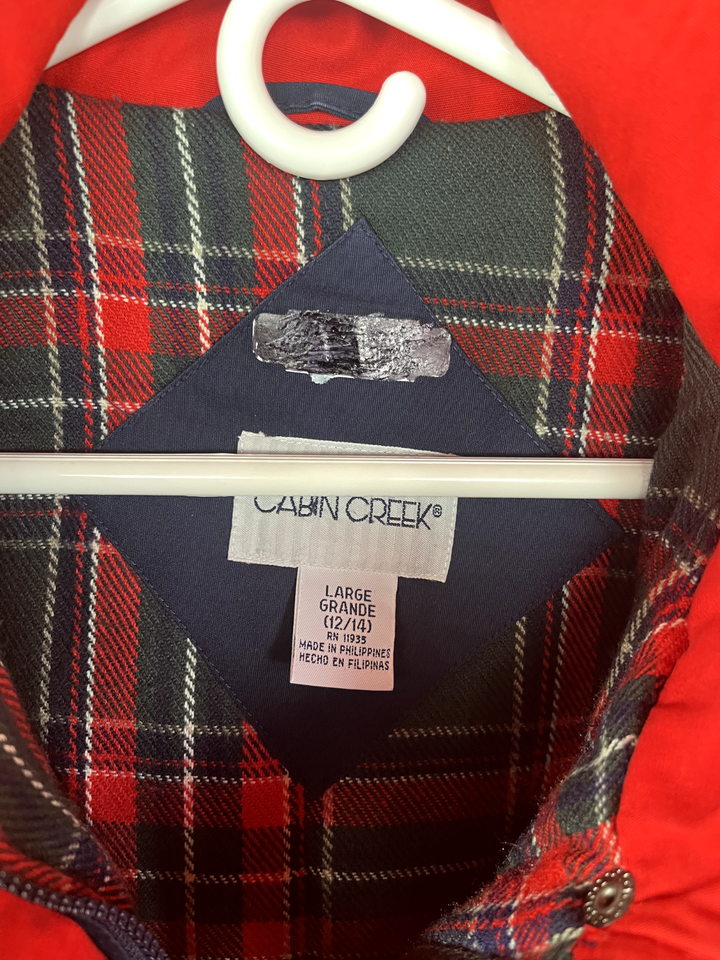 CABIN CREEK®
LARGE
GRANDE
(12/14)
RN 11935
MADE IN PHILIPPINES
HECHO EN FILIPINAS